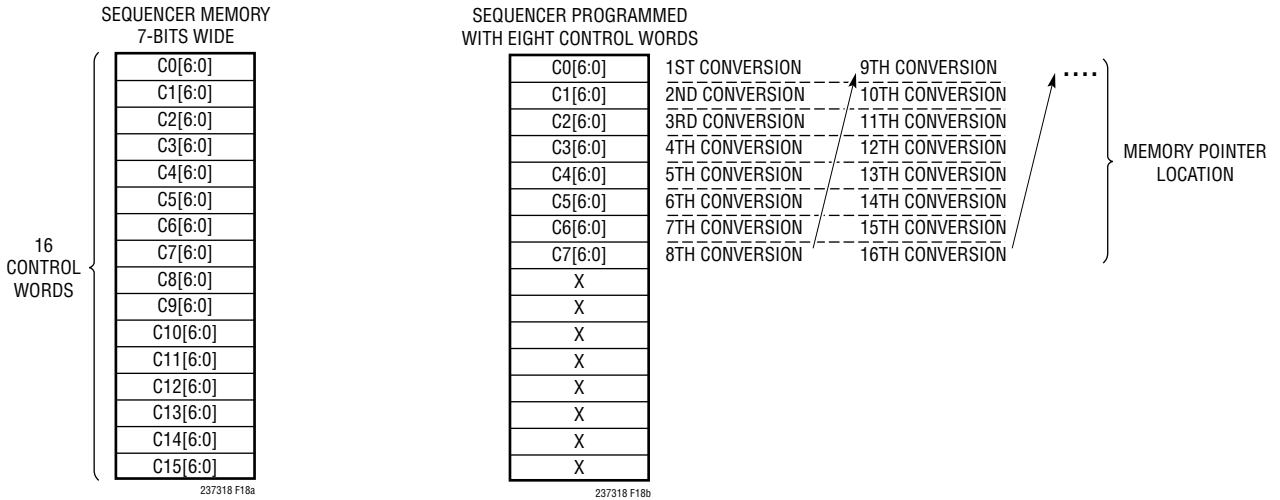 SEQUENCER MEMORY
7-BITS WIDE
16
CONTROL
WORDS
C0[6:0]
C1[6:0]
C2[6:0]
C3[6:0]
C4[6:0]
C5[6:0]
C6[6:0]
C7[6:0]
C8[6:0]
C9[6:0]
C10[6:0]
C11[6:0]
C12[6:0]
C13[6:0]
C14[6:0]
C15[6:0]
237318 F18a
SEQUENCER PROGRAMMED
WITH EIGHT CONTROL WORDS
C0[6:0] 1ST CONVERSION 9TH CONVERSION ....
C1[6:0] 2ND CONVERSION 10TH CONVERSION
C2[6:0] 3RD CONVERSION 11TH CONVERSION
C3[6:0] 4TH CONVERSION 12TH CONVERSION
C4[6:0] 5TH CONVERSION 13TH CONVERSION
C5[6:0] 6TH CONVERSION 14TH CONVERSION
C6[6:0] 7TH CONVERSION 15TH CONVERSION
C7[6:0] 8TH CONVERSION 16TH CONVERSION
X
X
X
X
X
X
X
X
MEMORY POINTER
LOCATION
237318 F18b